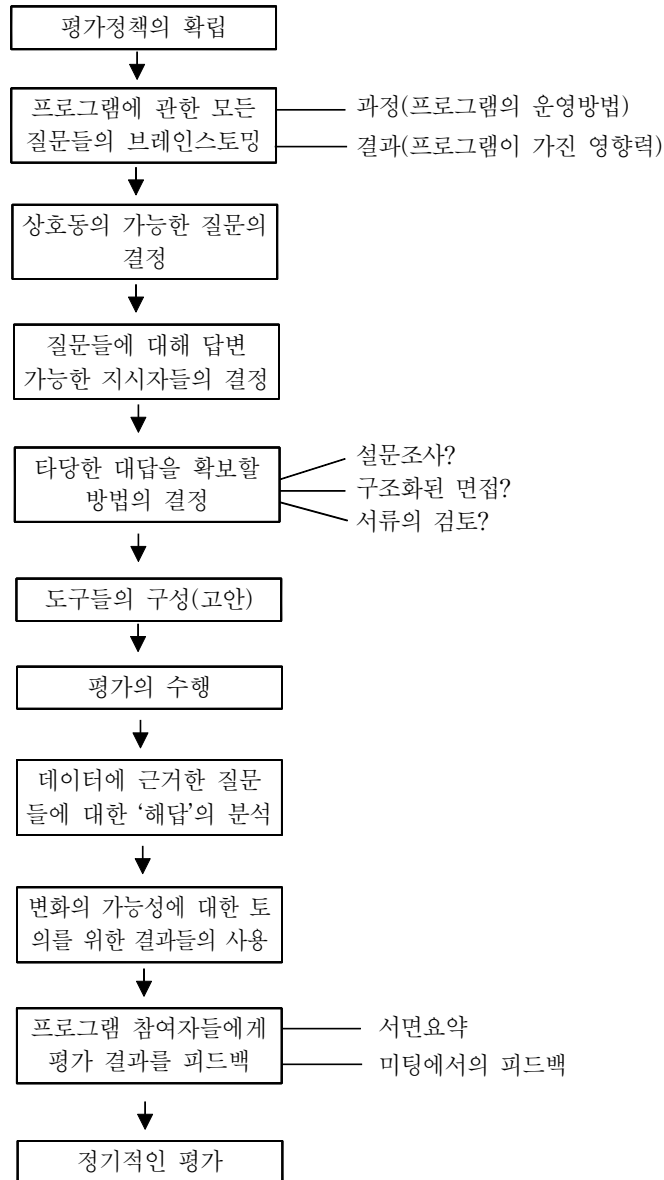 평가정책의 확립
프로그램에 관한 모든
질문들의 브레인스토밍
과정(프로그램의 운영방법)
결과(프로그램이 가진 영향력)
상호동의 가능한 질문의
결정
질문들에 대해 답변
가능한 지시자들의 결정
타당한 대답을 확보할
방법의 결정
설문조사?
구조화된 면접?
서류의 검토?
도구들의 구성(고안)
평가의 수행
데이터에 근거한 질문
들에 대한 ‘해답’의 분석
변화의 가능성에 대한 토
의를 위한 결과들의 사용
프로그램 참여자들에게
평가 결과를 피드백
서면요약
미팅에서의 피드백
정기적인 평가